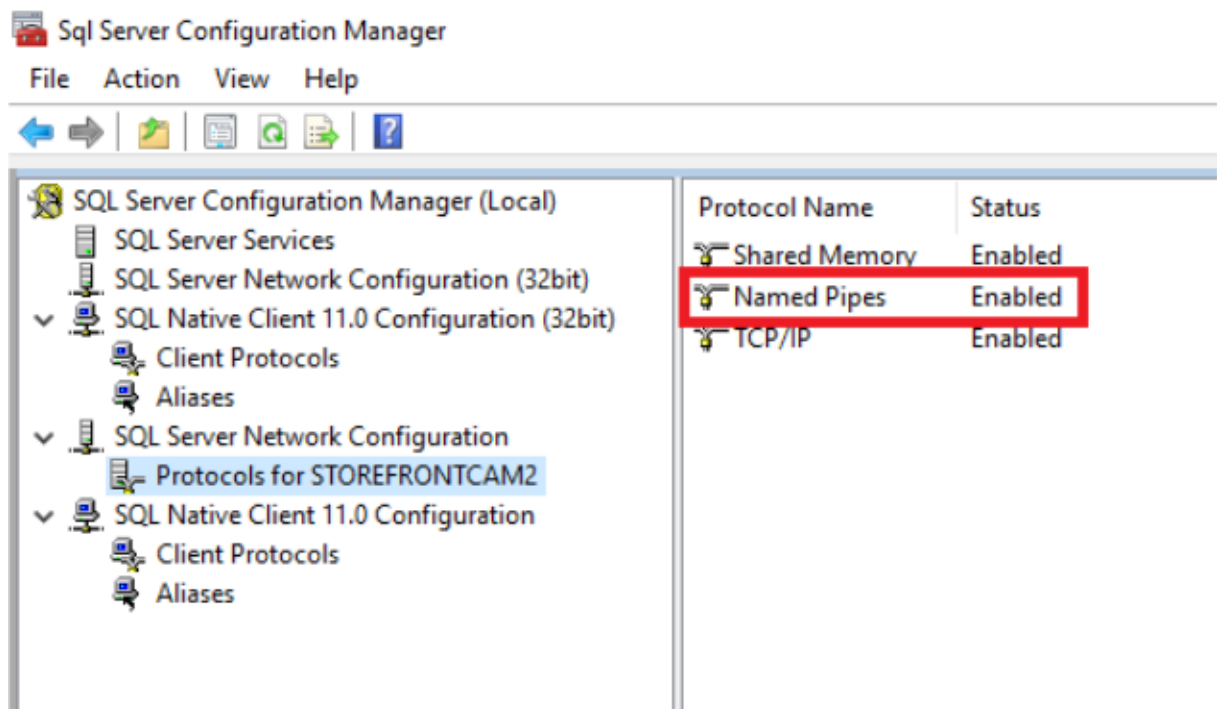 Sql Server Configuration Manager
File Action View Help
SQL Server Configuration Manager (Local)
SQL Server Services
SQL Server Network Configuration (32bit)
SQL Native Client 11.0 Configuration (32bit)
Client Protocols
Aliases
SQL Server Network Configuration
Protocols for STOREFRONTCAM2
SQL Native Client 11.0 Configuration
Client Protocols
Aliases
Protocol Name Status
Shared Memory Enabled
Named Pipes Enabled
TCP/IP Enabled